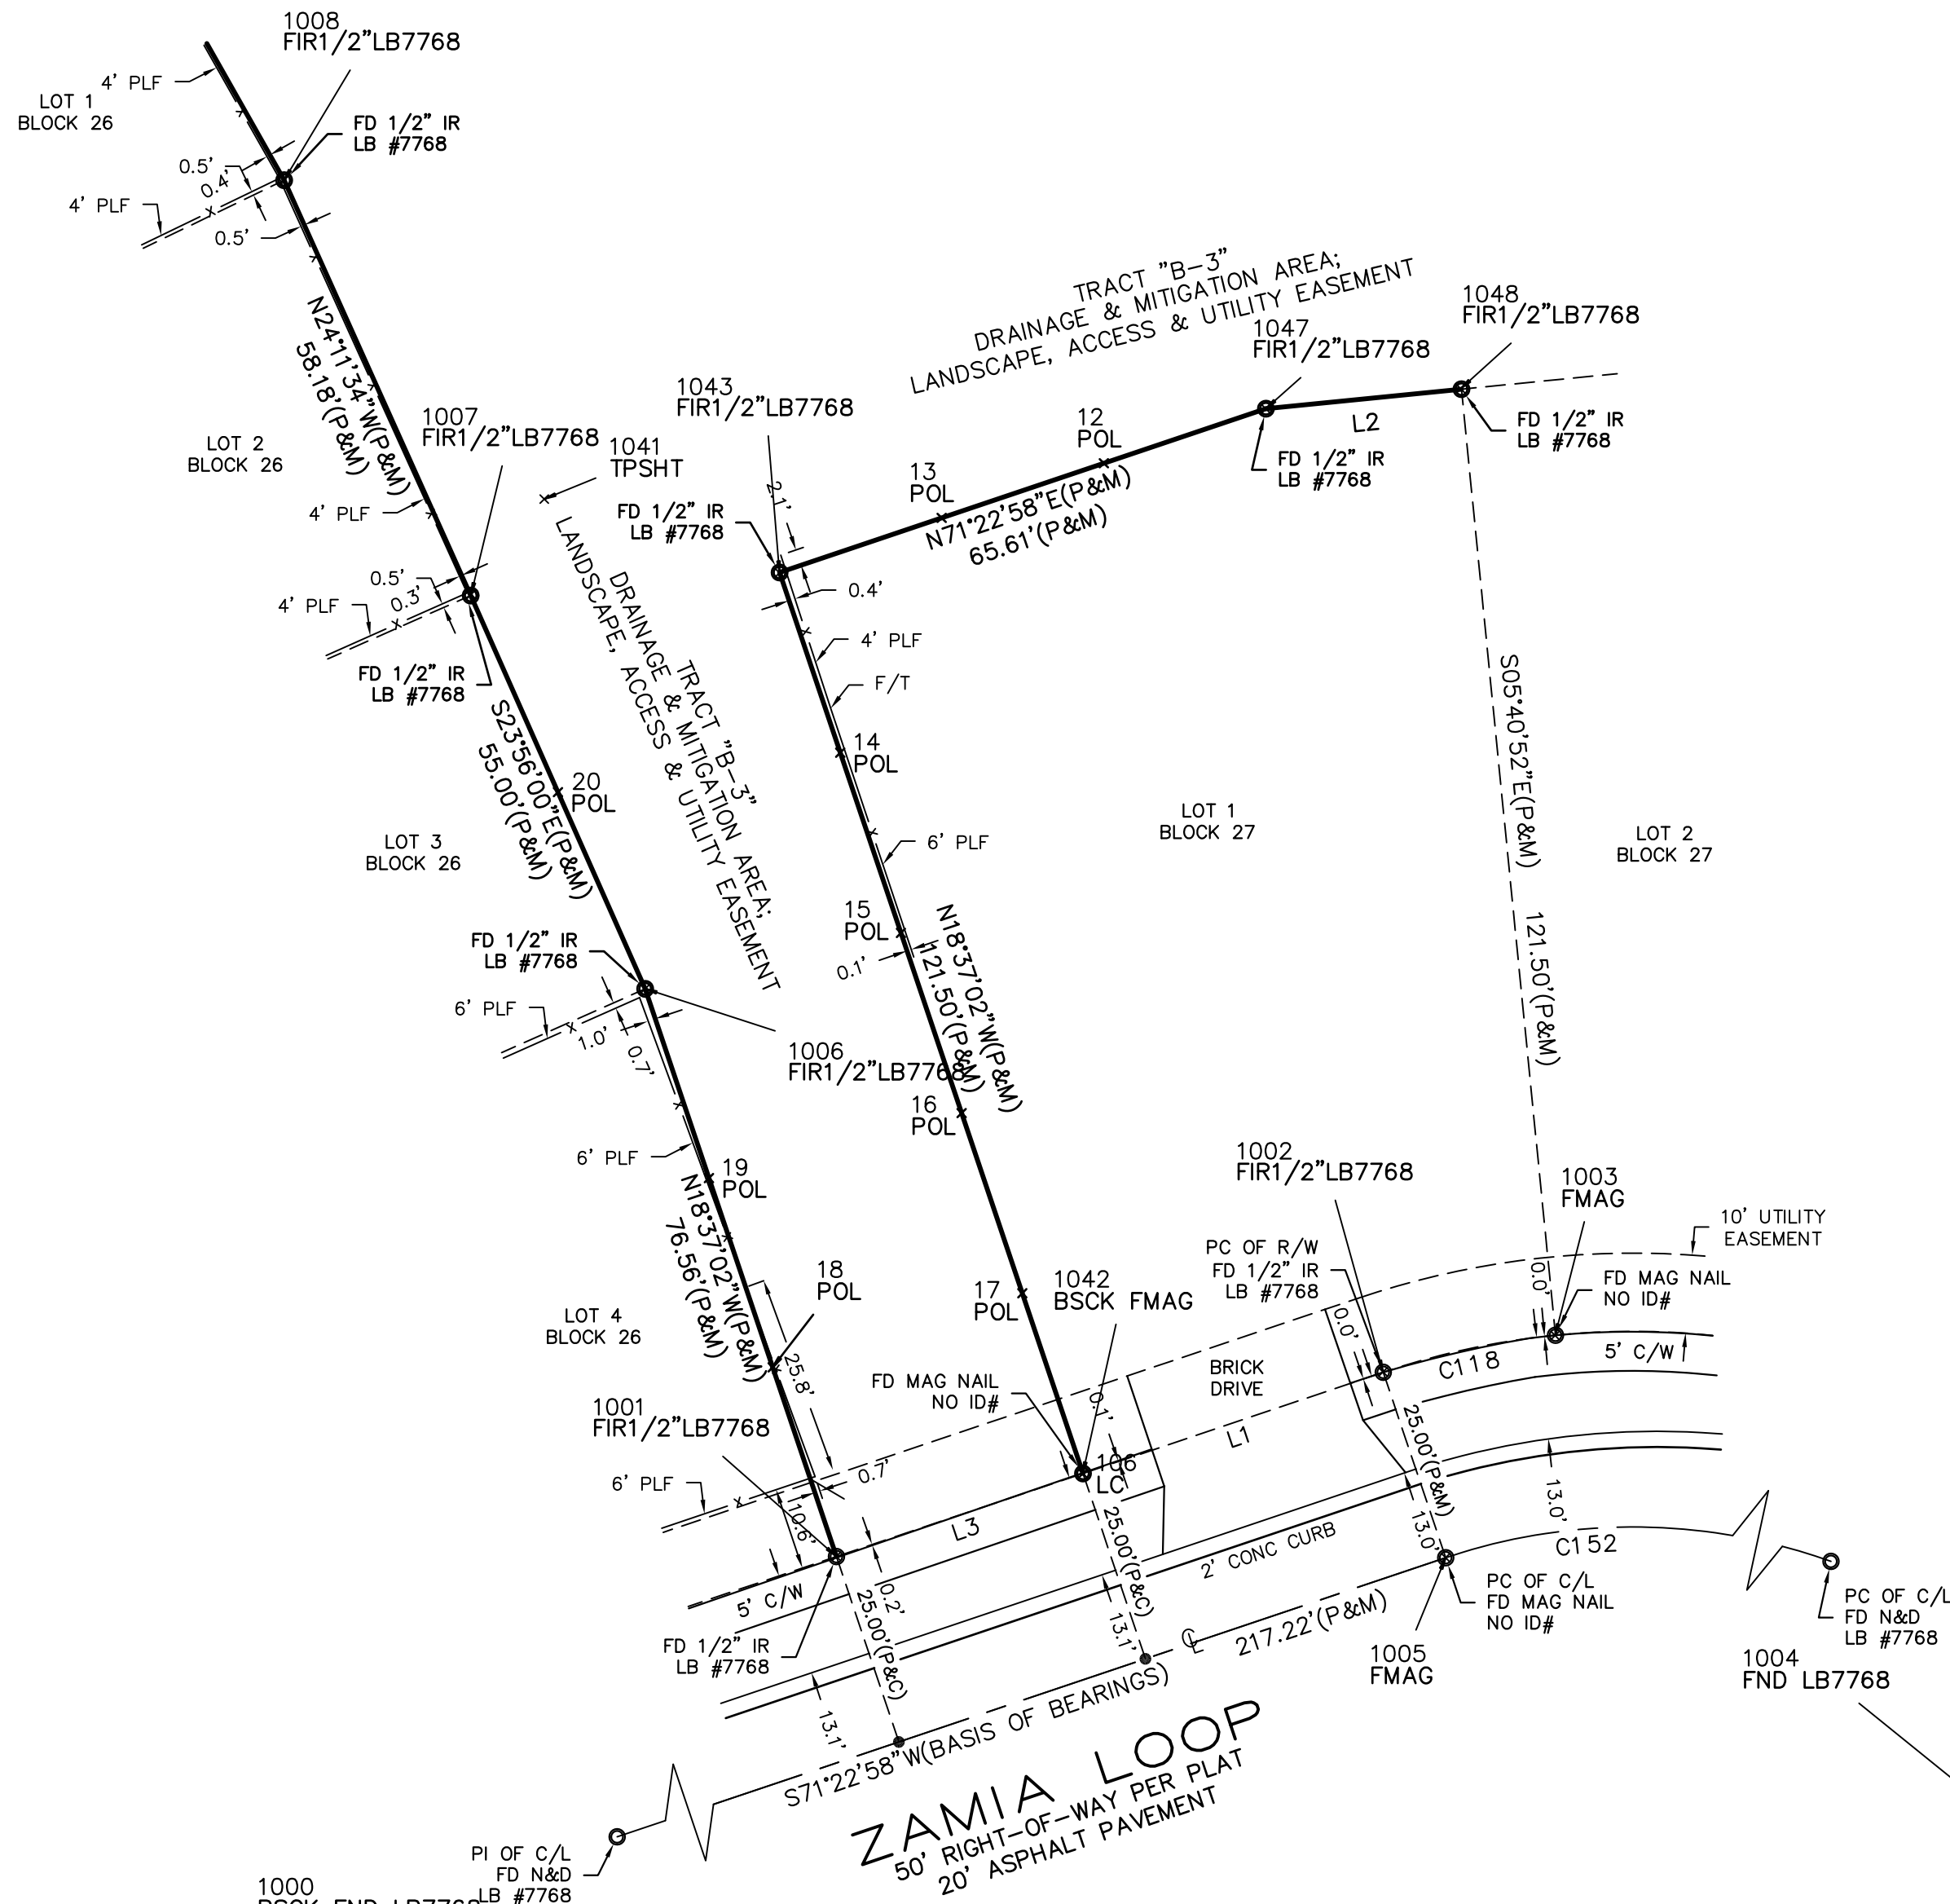 1008
FIR1/2"LB7768
4' PLF
LOT 1
BLOCK 26
FD 1/2" IR
LB #7768
0.5'
0.4'
4' PLF
0.5'
N24°11'34"W(P&M)
58.18'(P&M)
TRACT "B-3"
DRAINAGE & MITIGATION AREA;
LANDSCAPE, ACCESS & UTILITY EASEMENT
1048
FIR1/2"LB7768
1047
FIR1/2"LB7768
1043
FIR1/2"LB7768
1007
FIR1/2"LB7768
12
POL
L2
FD 1/2" IR
LB #7768
LOT 2
BLOCK 26
1041
TPSHT
FD 1/2" IR
LB #7768
13
POL
2.1'
4' PLF
FD 1/2" IR
LB #7768
N71°22'58"E(P&M)
65.61'(P&M)
0.5'
0.3'
4' PLF
0.4'
4' PLF
FD 1/2" IR
LB #7768
F/T
TRACT "B-3"
DRAINAGE & MITIGATION AREA;
LANDSCAPE, ACCESS & UTILITY EASEMENT
S23°56'00"E(P&M)
55.00'(P&M)
14
POL
20
POL
S05°40'52"E(P&M)
121.50'(P&M)
LOT 1
BLOCK 27
LOT 2
BLOCK 27
LOT 3
BLOCK 26
6' PLF
15
POL
0.1'
N18°37'02"W(P&M)
121.50'(P&M)
FD 1/2" IR
LB #7768
6' PLF
1.0'
0.7'
1006
FIR1/2"LB7768
16
POL
6' PLF
19
POL
N18°37'02"W(P&M)
76.56'(P&M)
1002
FIR1/2"LB7768
1003
FMAG
10' UTILITY
EASEMENT
PC OF R/W
FD 1/2" IR
LB #7768
0.0'
0.0'
FD MAG NAIL
NO ID#
18
POL
17
POL
1042
BSCK FMAG
LOT 4
BLOCK 26
25.8'
BRICK
DRIVE
C118
5' C/W
FD MAG NAIL
NO ID#
0.1'
1001
FIR1/2"LB7768
L1
25.00'(P&M)
106
LC
0.7'
6' PLF
10.6'
L3
25.00'(P&C)
13.0'
13.0'
2' CONC CURB
C152
5' C/W
0.2'
25.00'(P&C)
13.1'
FD 1/2" IR
LB #7768
PC OF C/L
FD MAG NAIL
NO ID#
PC OF C/L
FD N&D
LB #7768
℄
217.22'(P&M)
1005
FMAG
1004
FND LB7768
13.1'
S71°22'58"W(BASIS OF BEARINGS)
ZAMIA LOOP
50' RIGHT-OF-WAY PER PLAT
20' ASPHALT PAVEMENT
PI OF C/L
FD N&D
LB #7768
1000
BSCK FND LB7768